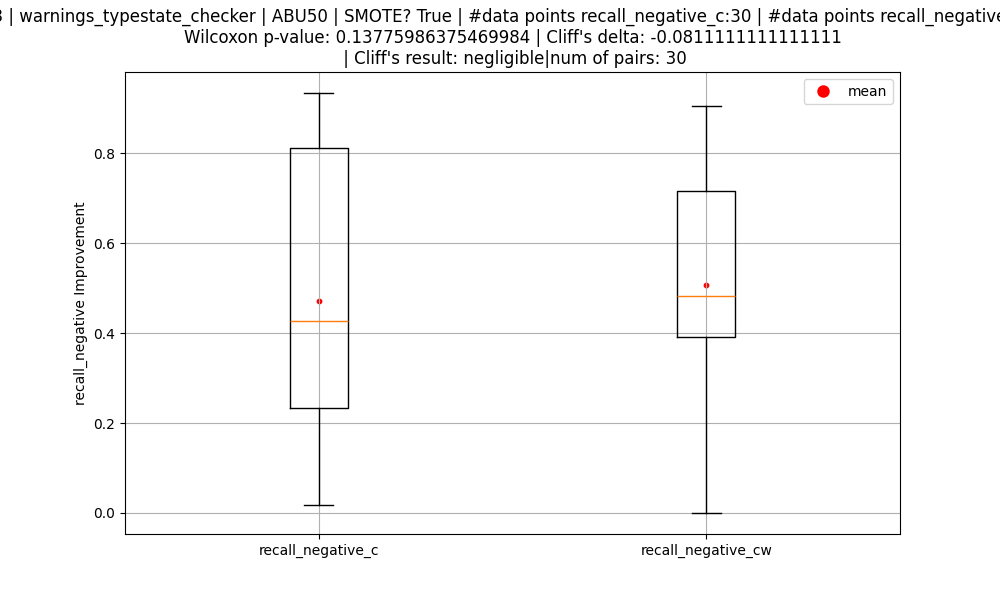 | warnings_typestate_checker | ABU50 | SMOTE? True | #data points recall_negative_c:30 | #data points
Wilcoxon p-value: 0.13775986375469984 | Cliff's delta: -0.0811111111111111
| Cliff's result: negligible|num of pairs: 30
mean
recall_negative Improvement
0.8
0.6
0.4
0.2
0.0
recall_negative_c
recall_negative_cw